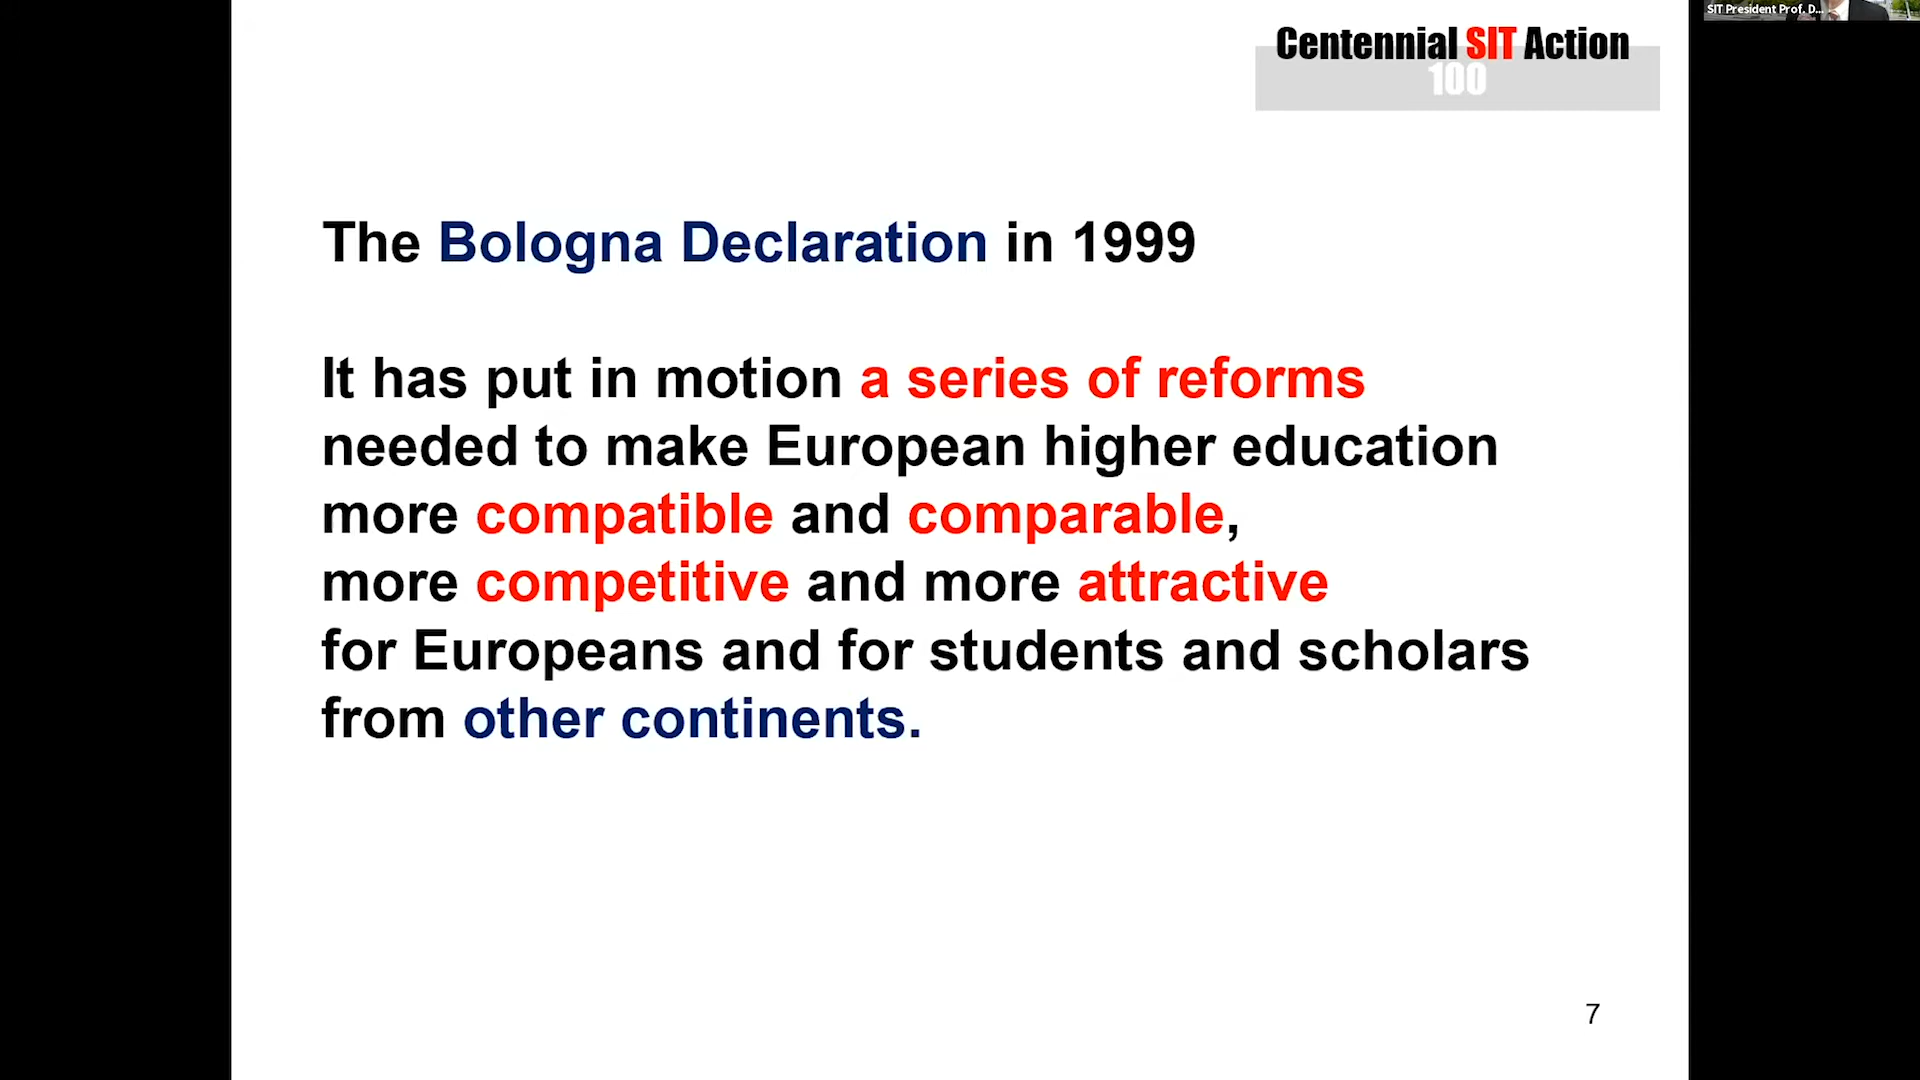 SIT President Prof. D...
Centennial SIT Action
100
The Bologna Declaration in 1999
It has put in motion a series of reforms
needed to make European higher education
more compatible and comparable,
more competitive and more attractive
for Europeans and for students and scholars
from other continents.
7